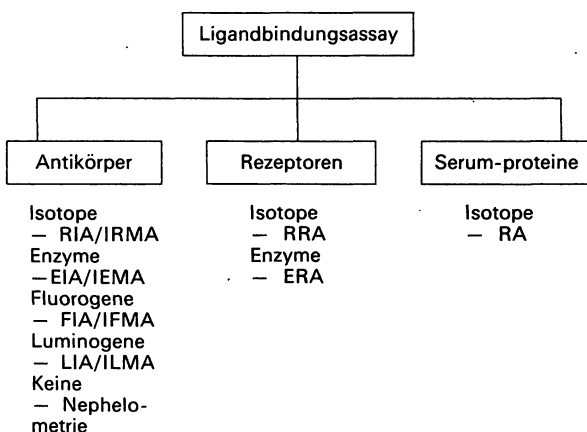 Ligandbindungsassay
Antikörper
Rezeptoren
Serum-proteine
Isotope
— RIA/IRMA
Enzyme
—EIA/IEMA
Fluorogene
— FIA/IFMA
Luminogene
— LIA/ILMA
Keine
— Nephelo-
metrie
Isotope
— RRA
Enzyme
— ERA
Isotope
— RA